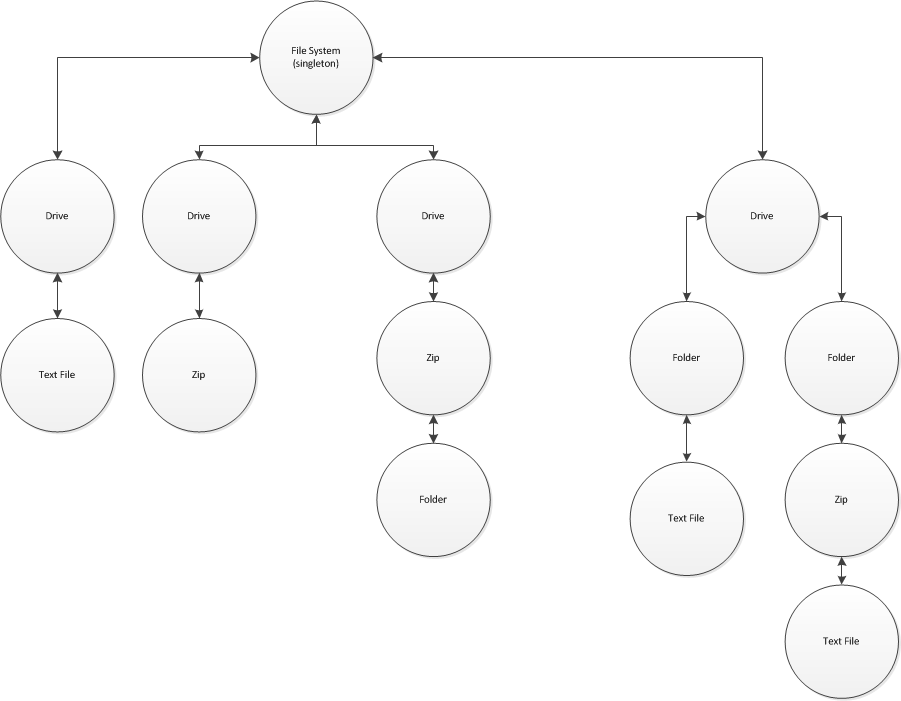 File System
(singleton)
Drive
Drive
Drive
Drive
Text File
Zip
Zip
Folder
Folder
Folder
Text File
Zip
Text File